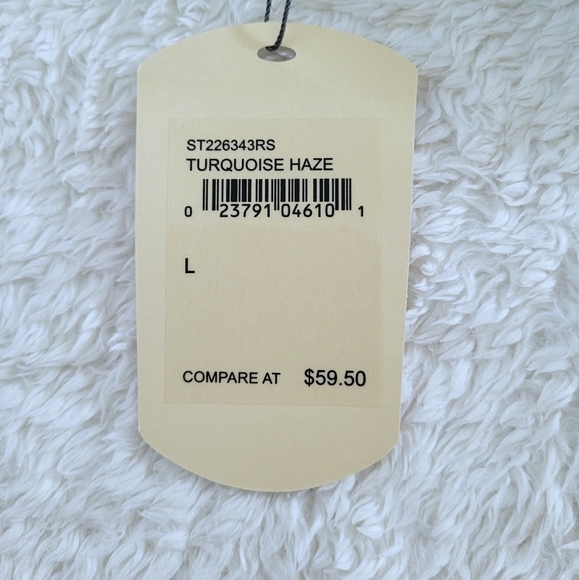 ST226343RS
TURQUOISE HAZE
0 23791 04610 1
L
COMPARE AT $59.50